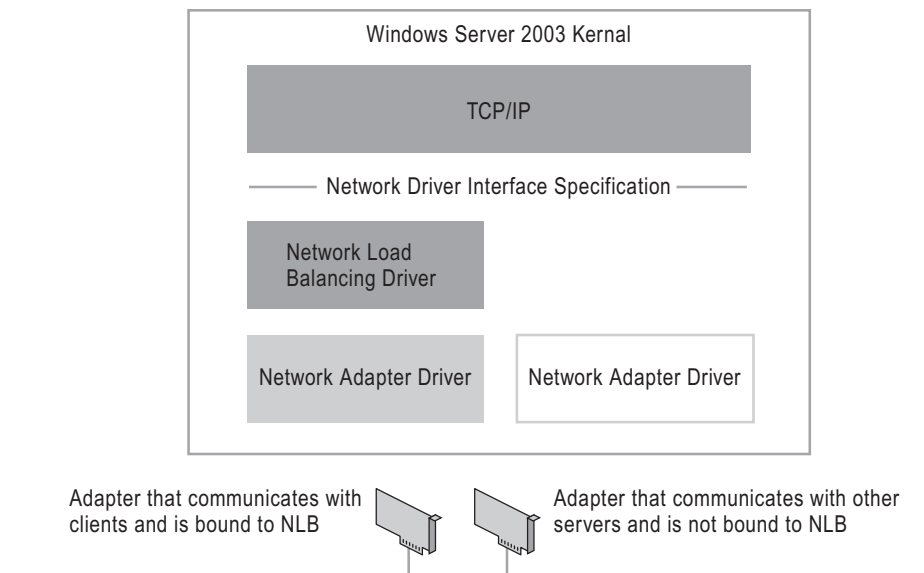 Windows Server 2003 Kernal
TCP/IP
Network Driver Interface Specification
Network Load
Balancing Driver
Network Adapter Driver
Network Adapter Driver
Adapter that communicates with
clients and is bound to NLB
Adapter that communicates with other
servers and is not bound to NLB